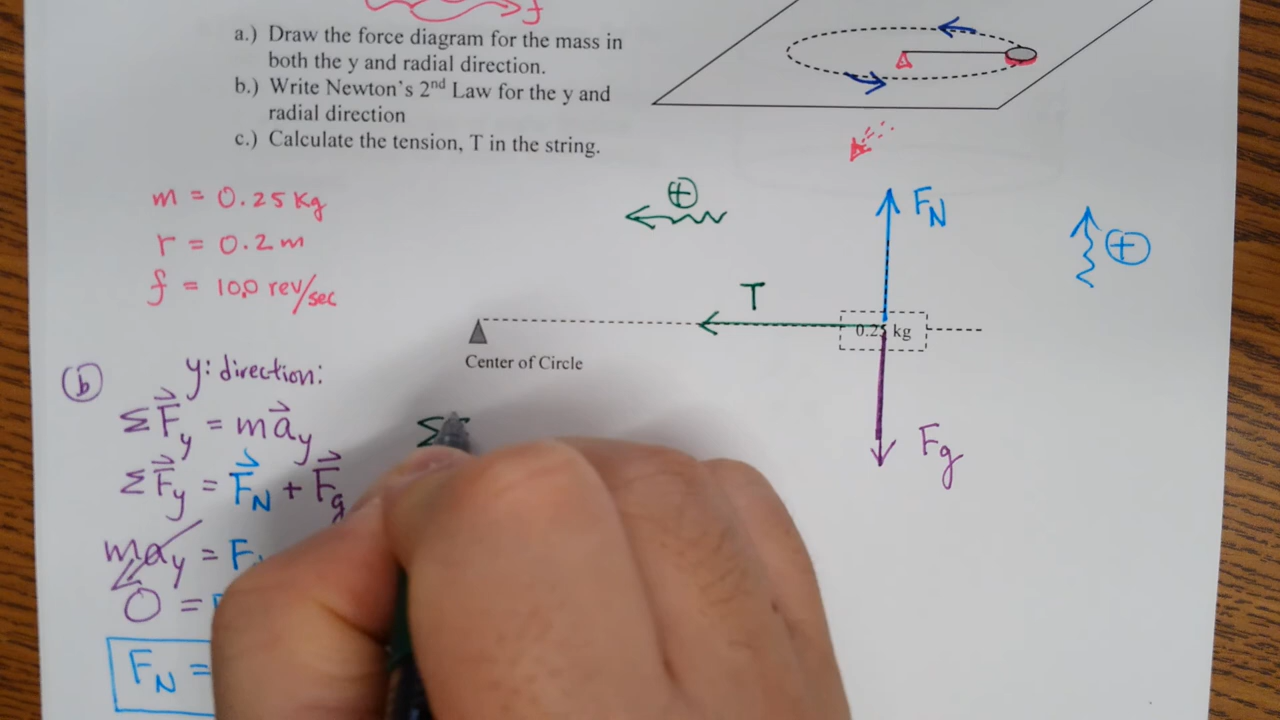 f
a.) Draw the force diagram for the mass in
both the y and radial direction.
b.) Write Newton's 2nd Law for the y and
radial direction
c.) Calculate the tension, T in the string.
m = 0.25 Kg
r = 0.2 m
f = 10.0 rev/sec
+
FN
+
T
0.25 kg
Center of Circle
Fg
b y: direction:
ΣFy = may
ΣFy = FN + Fg
may = F
0 =
FN =
Σ